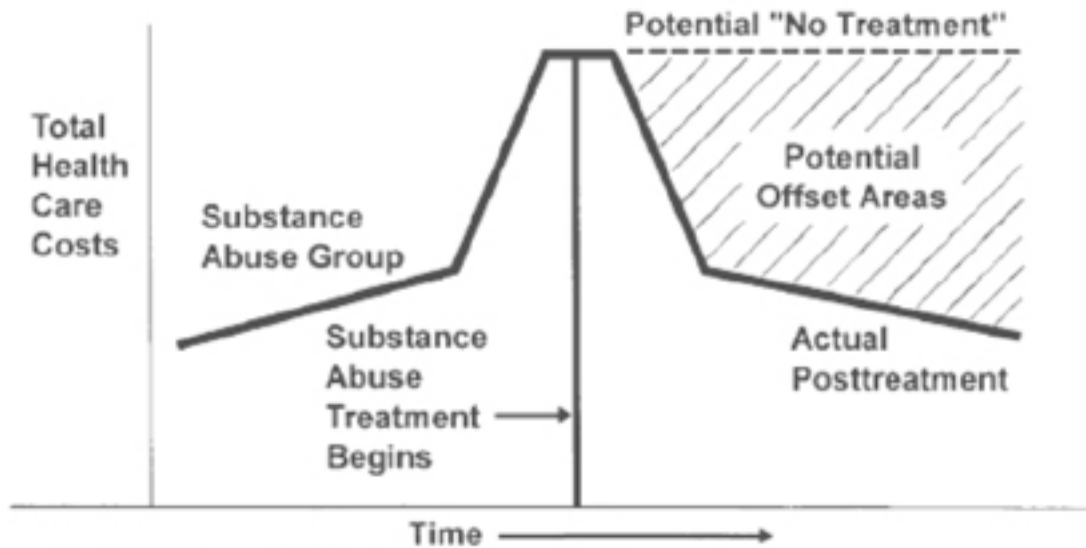 Potential "No Treatment"
Total
Health
Care
Costs
Substance
Abuse Group
Potential
Offset Areas
Substance
Abuse
Treatment
Begins
Actual
Posttreatment
Time